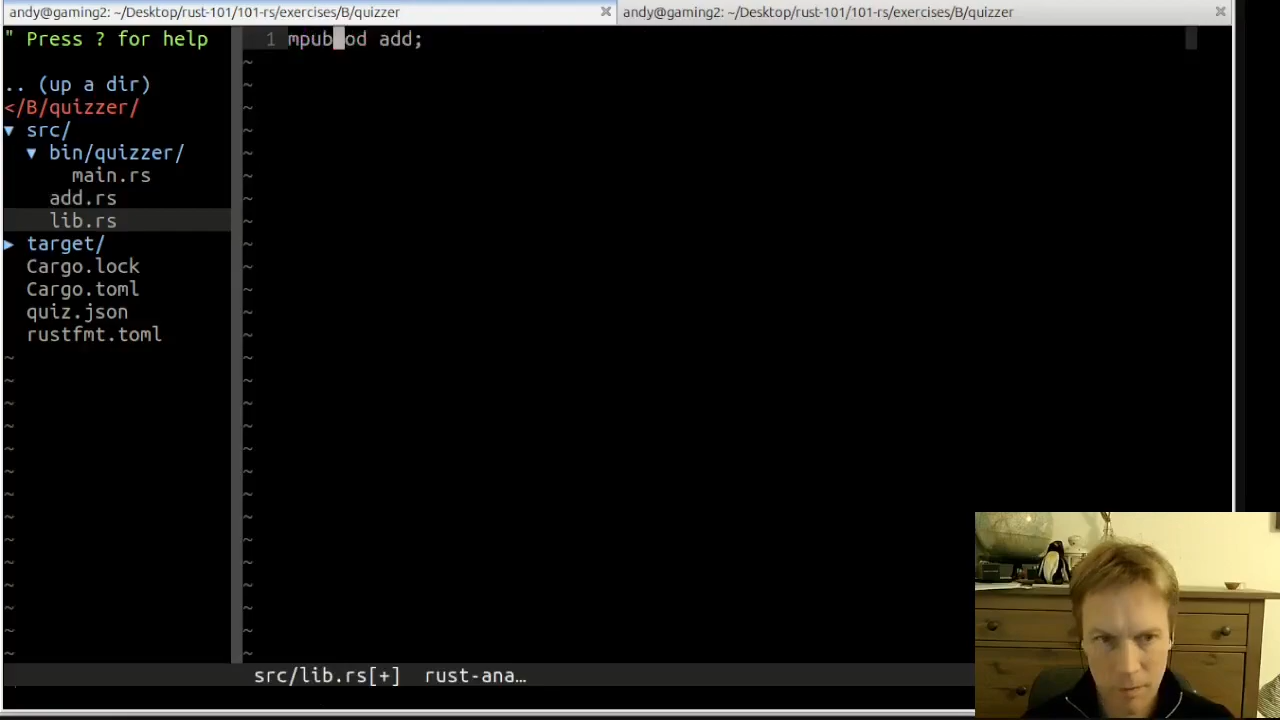 andy@gaming2: ~/Desktop/rust-101/101-rs/exercises/B/quizzer
andy@gaming2: ~/Desktop/rust-101/101-rs/exercises/B/quizzer
" Press ? for help
.. (up a dir)
</B/quizzer/
▼ src/
▼ bin/quizzer/
main.rs
add.rs
lib.rs
▶ target/
Cargo.lock
Cargo.toml
quiz.json
rustfmt.toml
1 mpub od add;
src/lib.rs[+] rust-ana…